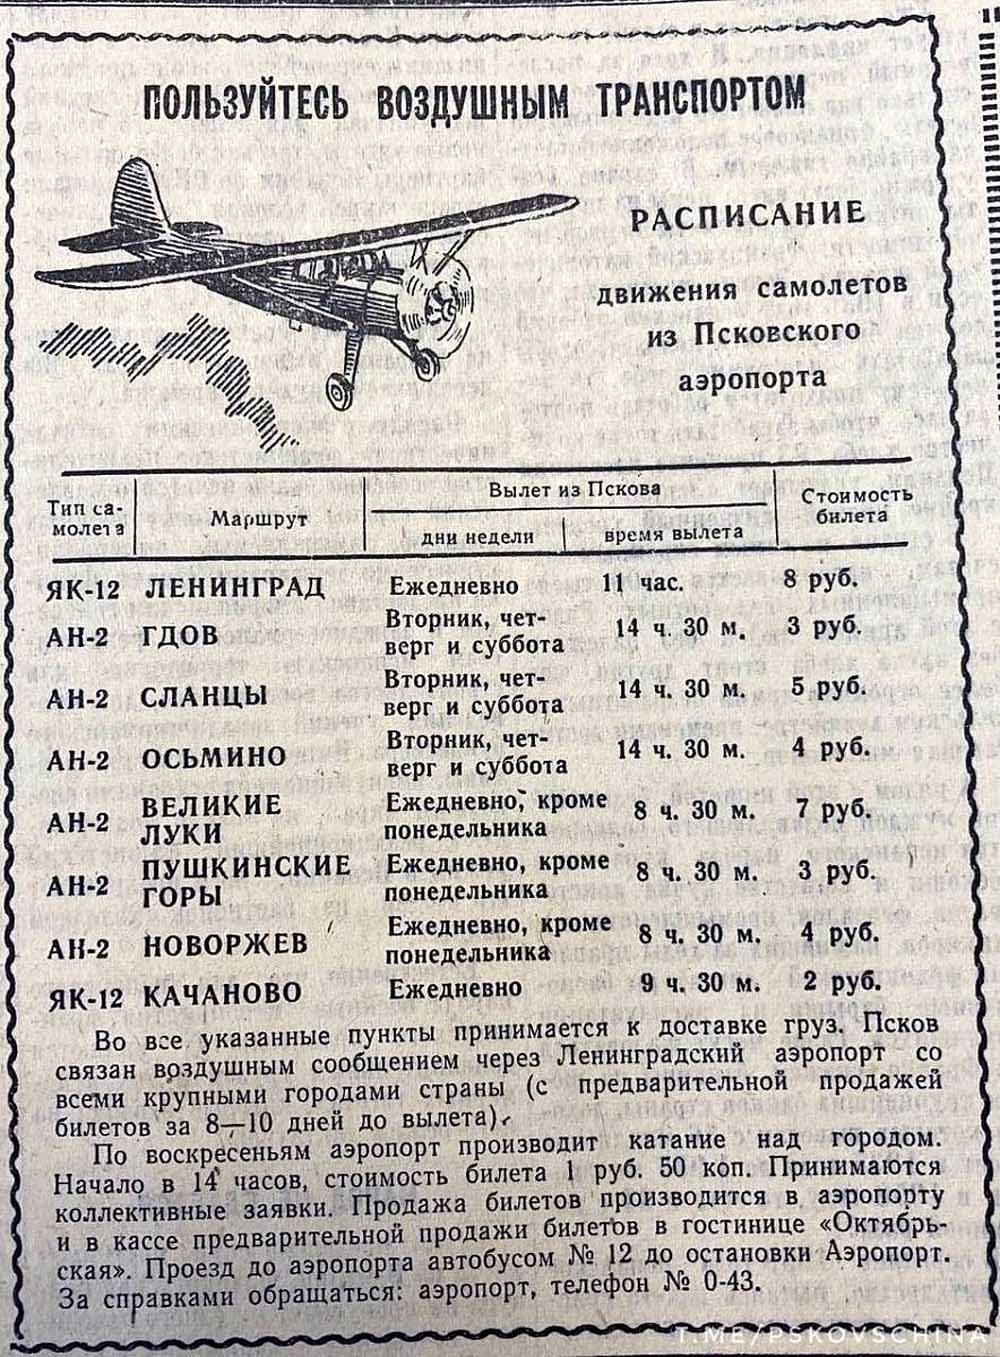 ПОЛЬЗУЙТЕСЬ ВОЗДУШНЫМ ТРАНСПОРТОМ
РАСПИСАНИЕ
движения самолетов
из Псковского
аэропорта
Тип са-
молета
Маршрут
Вылет из Пскова
дни недели
время вылета
Стоимость
билета
ЯК-12 ЛЕНИНГРАД Ежедневно 11 час. 8 руб.
АН-2 ГДОВ Вторник, чет-
верг и суббота 14 ч. 30 м. 3 руб.
АН-2 СЛАНЦЫ Вторник, чет-
верг и суббота 14 ч. 30 м. 5 руб.
АН-2 ОСЬМИНО Вторник, чет-
верг и суббота 14 ч. 30 м. 4 руб.
АН-2 ВЕЛИКИЕ Ежедневно, кроме
ЛУКИ понедельника 8 ч. 30 м. 7 руб.
АН-2 ПУШКИНСКИЕ Ежедневно, кроме
ГОРЫ понедельника 8 ч. 30 м. 3 руб.
АН-2 НОВОРЖЕВ Ежедневно, кроме
понедельника 8 ч. 30 м. 4 руб.
ЯК-12 КАЧАНОВО Ежедневно 9 ч. 30 м. 2 руб.
Во все указанные пункты принимается к доставке груз. Псков
связан воздушным сообщением через Ленинградский аэропорт со
всеми крупными городами страны (с предварительной продажей
билетов за 8—10 дней до вылета).
По воскресеньям аэропорт производит катание над городом.
Начало в 14 часов, стоимость билета 1 руб. 50 коп. Принимаются
коллективные заявки. Продажа билетов производится в аэропорту
и в кассе предварительной продажи билетов в гостинице «Октябрь-
ская». Проезд до аэропорта автобусом № 12 до остановки Аэропорт.
За справками обращаться: аэропорт, телефон № 0-43.
T.ME/PSKOVSCHINA